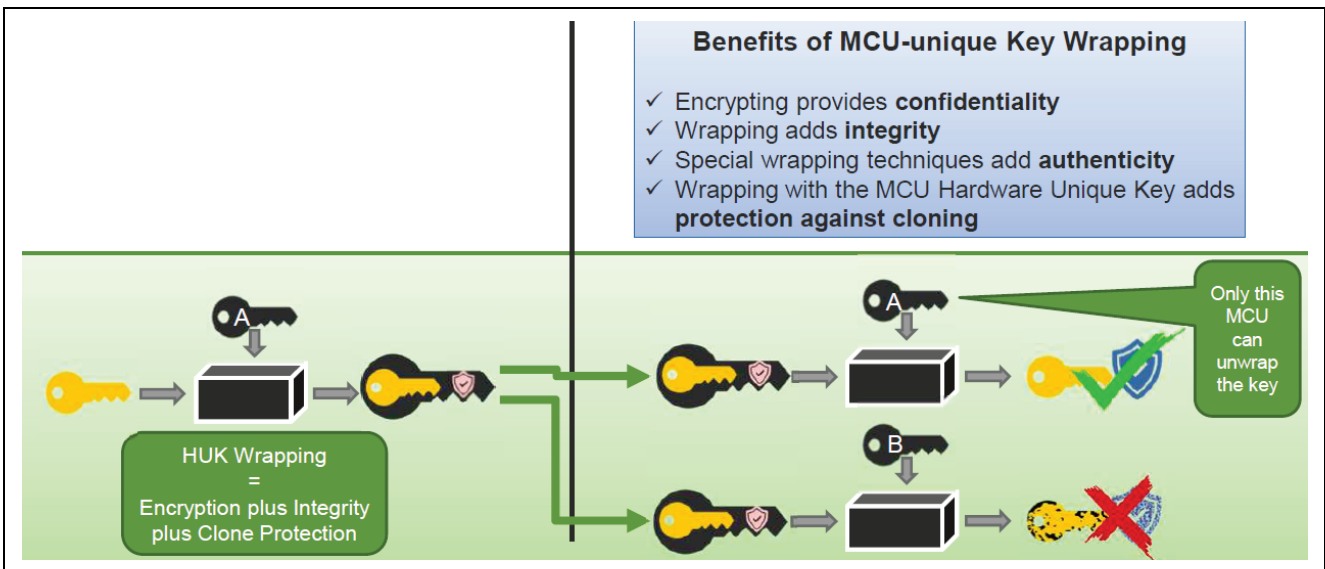 Benefits of MCU-unique Key Wrapping
✓ Encrypting provides confidentiality
✓ Wrapping adds integrity
✓ Special wrapping techniques add authenticity
✓ Wrapping with the MCU Hardware Unique Key adds
protection against cloning
A
A
Only this
MCU
can
unwrap
the key
HUK Wrapping
=
Encryption plus Integrity
plus Clone Protection
B